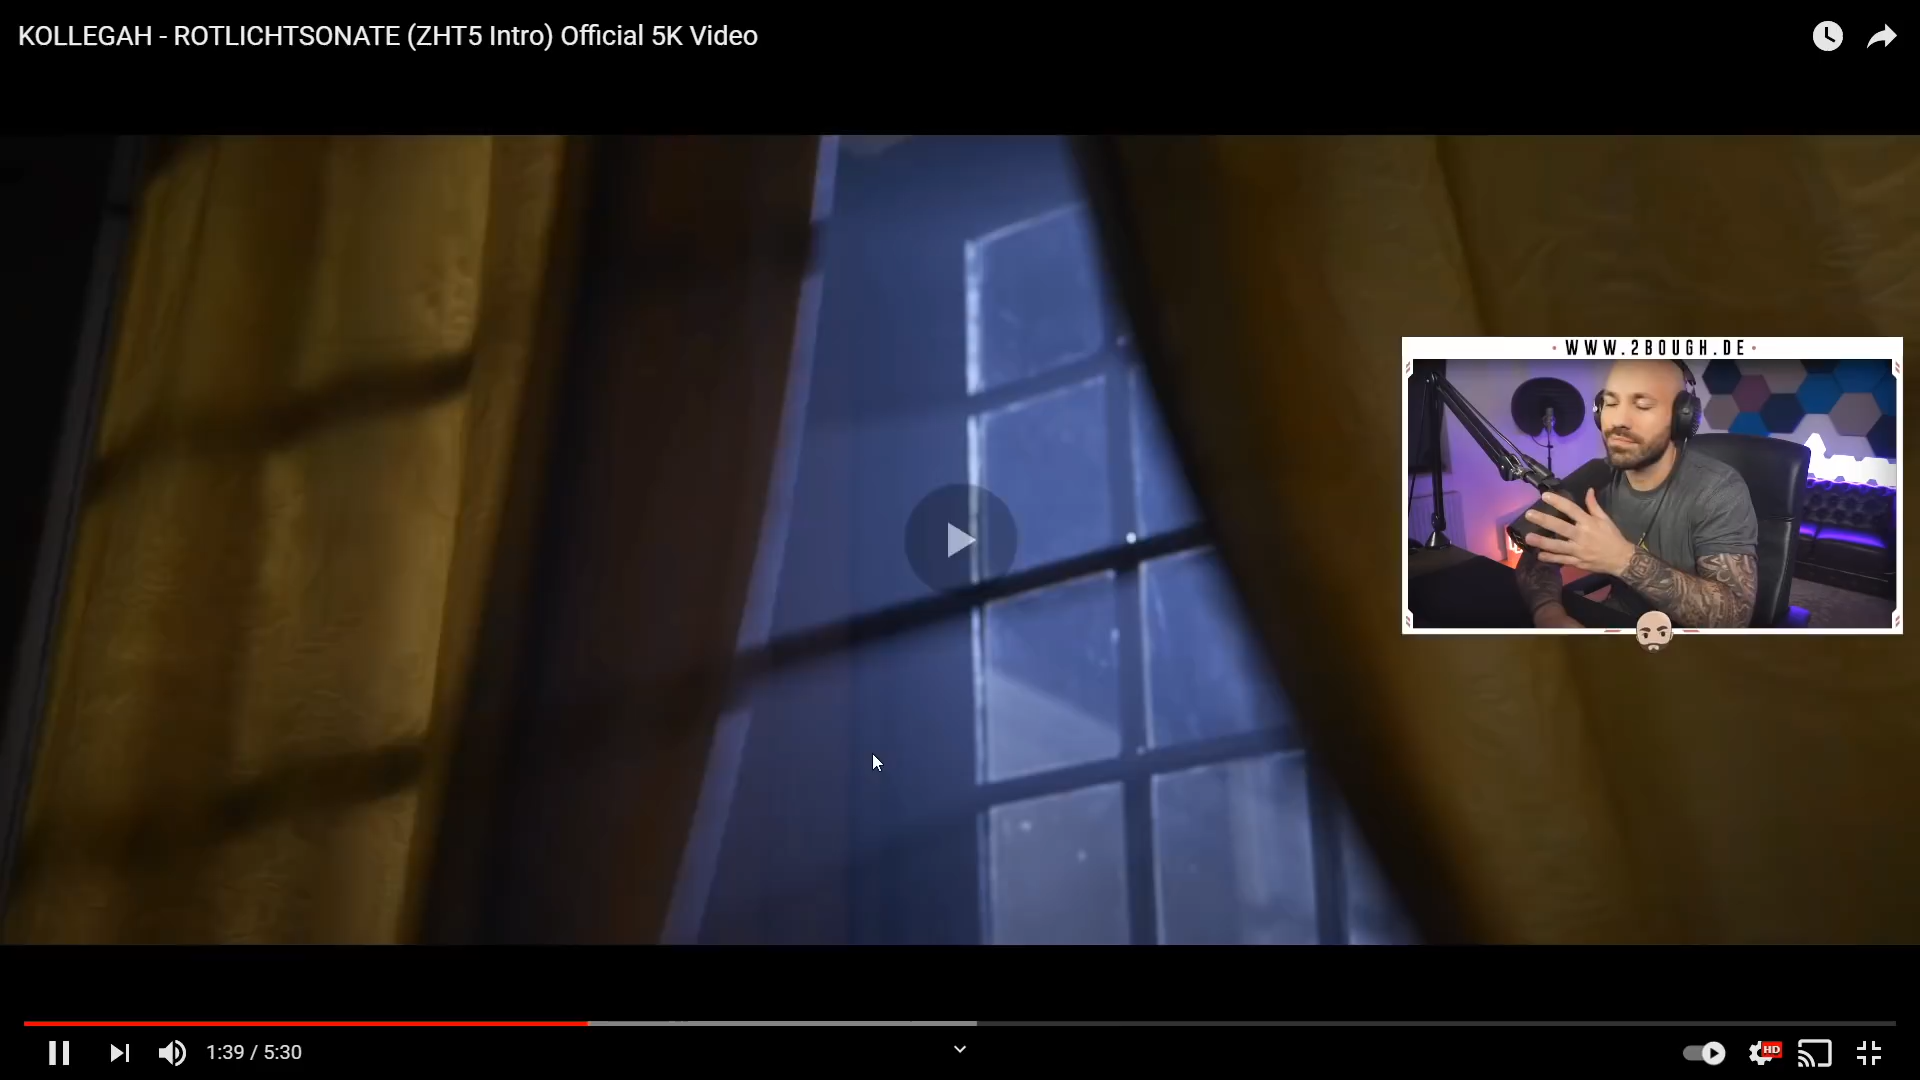 KOLLEGAH - ROTLICHTSONATE (ZHT5 Intro) Official 5K Video
WWW.2BOUGH.DE
1:39 / 5:30
HD